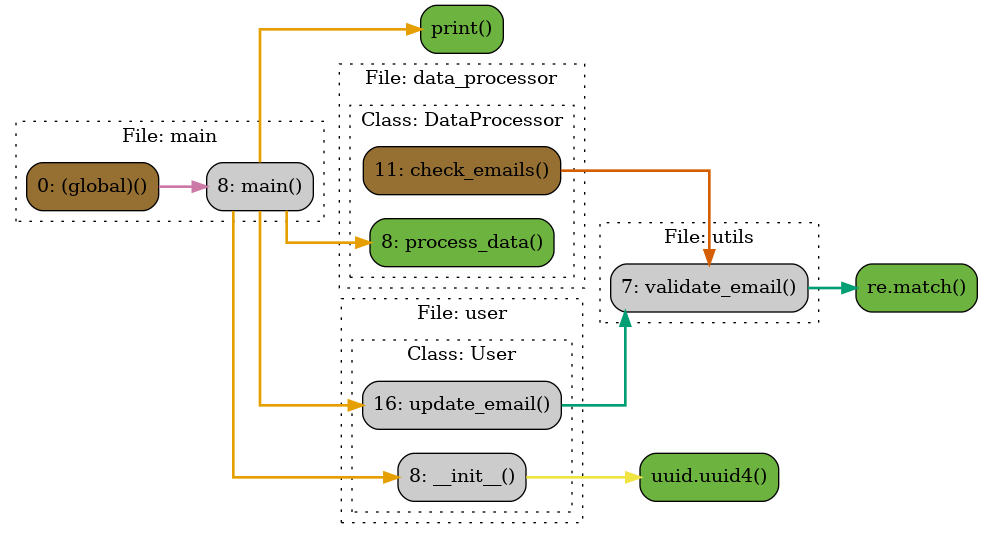 print()
File: data_processor
Class: DataProcessor
File: main
11: check_emails()
0: (global)()
8: main()
File: utils
8: process_data()
7: validate_email()
re.match()
File: user
Class: User
16: update_email()
8: __init__()
uuid.uuid4()